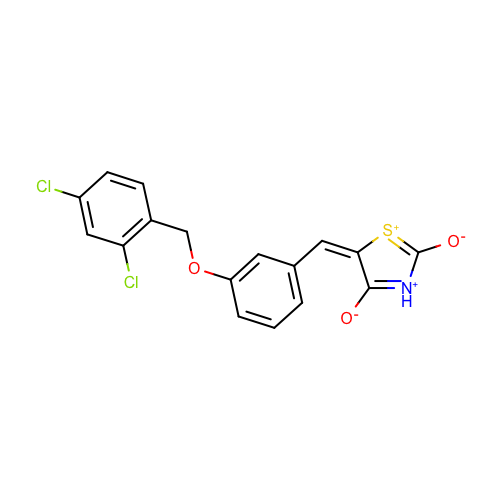 Cl
S+
O-
Cl
O
N+
H
O-